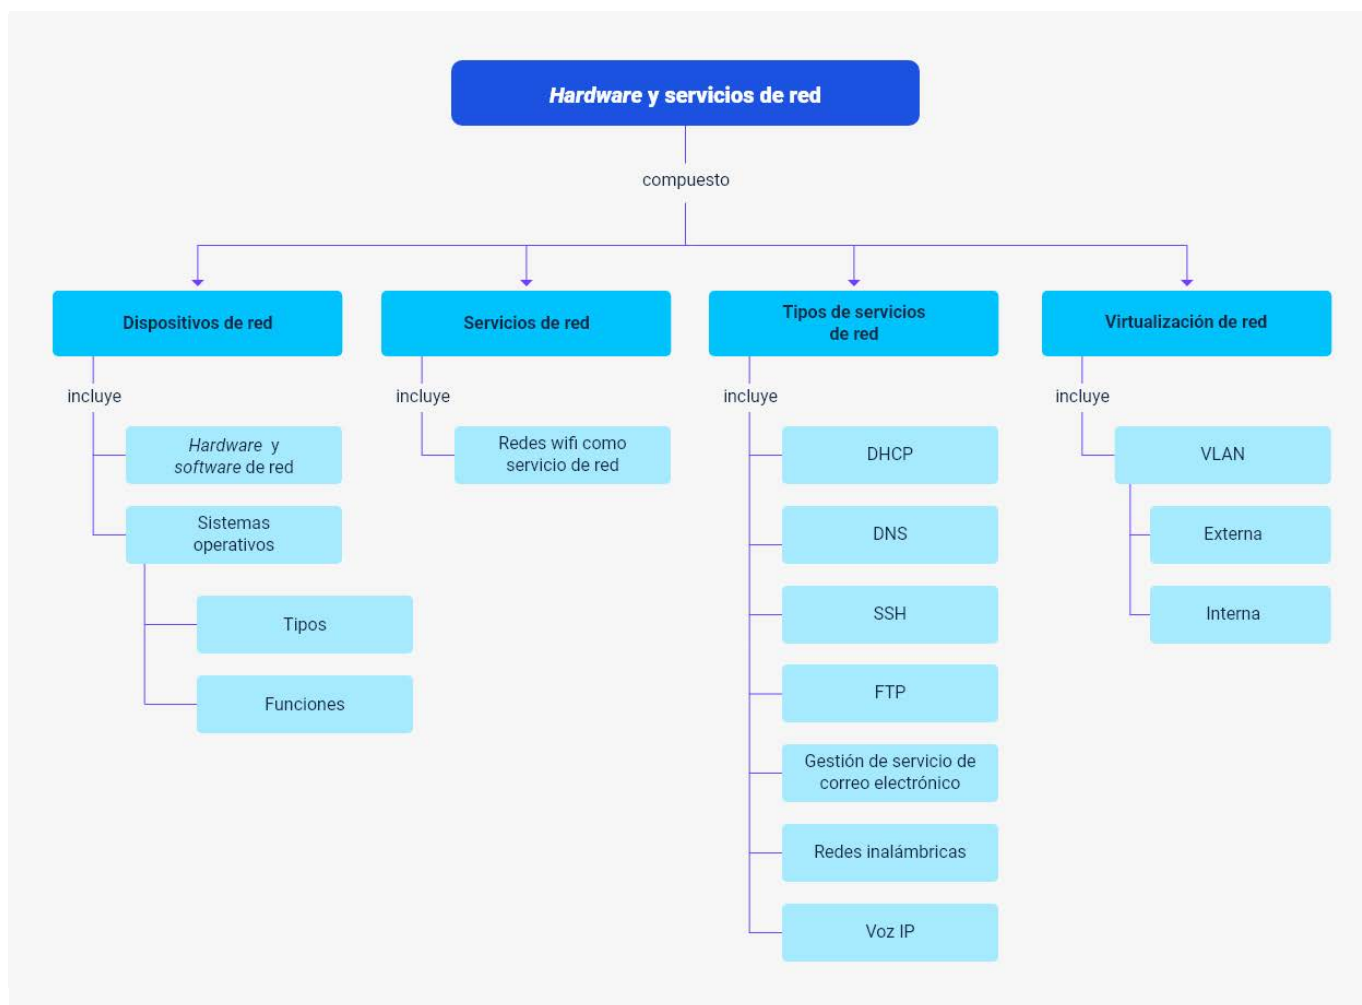 Hardware y servicios de red
compuesto
Dispositivos de red
incluye
Hardware y
software de red
Sistemas
operativos
Tipos
Funciones
Servicios de red
incluye
Redes wifi como
servicio de red
Tipos de servicios
de red
incluye
DHCP
DNS
SSH
FTP
Gestión de servicio de
correo electrónico
Redes inalámbricas
Voz IP
Virtualización de red
incluye
VLAN
Externa
Interna